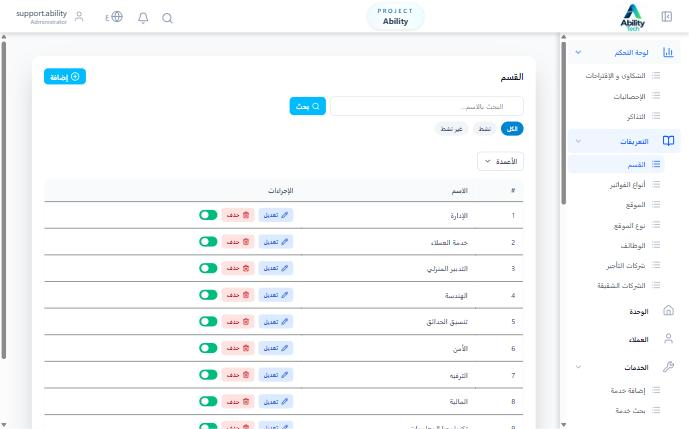 support.ability
Administrator
ع
PROJECT
Ability
Ability
tech
لوحة التحكم
الشكاوى و الإقتراحات
الإحصائيات
التذاكر
التعريفات
القسم
أنواع الفواتير
الموقع
نوع الموقع
الوظائف
شركات التأجير
الشركات الشقيقة
الوحدة
العملاء
الخدمات
إضافة خدمة
بحث خدمة
القسم
إضافة
البحث بالاسم...
بحث
الكل نشط غير نشط
الأعمدة
# الاسم الإجراءات
1 الإدارة تعديل حذف
2 خدمة العملاء تعديل حذف
3 التدبير المنزلي تعديل حذف
4 الهندسة تعديل حذف
5 تنسيق الحدائق تعديل حذف
6 الأمن تعديل حذف
7 الترفيه تعديل حذف
8 المالية تعديل حذف
9 تعديل حذف